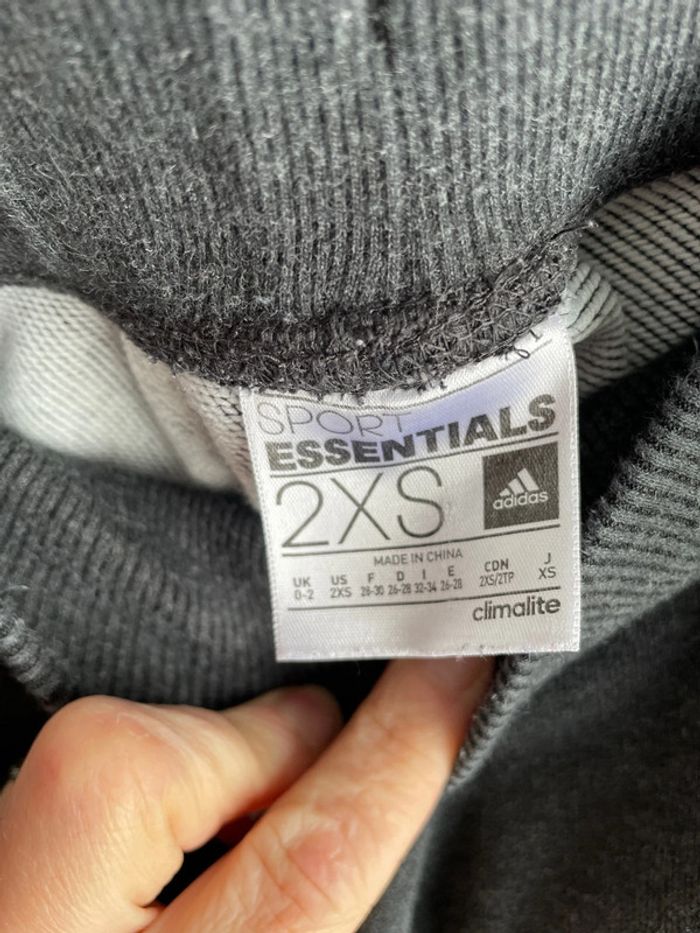 SPORT
ESSENTIALS
2XS
adidas
MADE IN CHINA
UK US F D I E CDN J
0-2 2XS 28-30 26-28 32-34 26-28 2XS/2TP XS
climalite